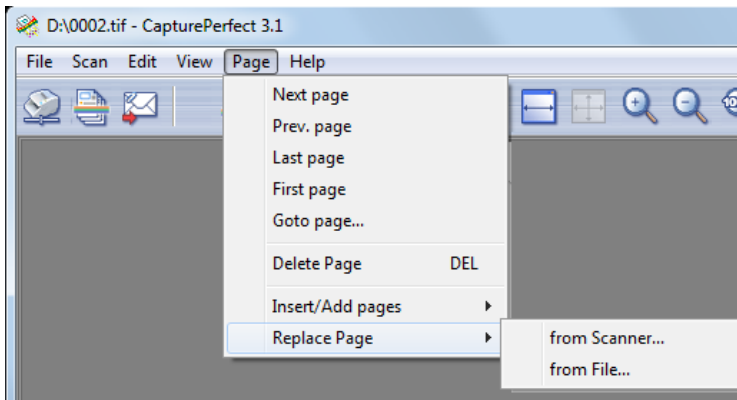 D:\0002.tif - CapturePerfect 3.1
File Scan Edit View Page Help
Next page
Prev. page
Last page
First page
Goto page...
Delete Page DEL
Insert/Add pages
Replace Page
from Scanner...
from File...